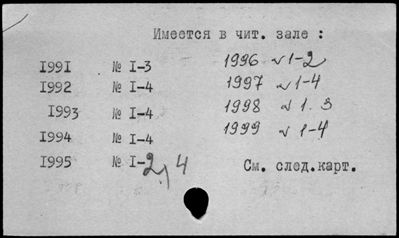 Имеется в чит. зале :
1991 № 1-3 1996 № 1-2
1992 № 1-4 1997 № 1-4
1993 № 1-4 1998 № 1. 3
1994 № 1-4 1999 № 1-4
1995 № 1-2, 4 См. след.карт.